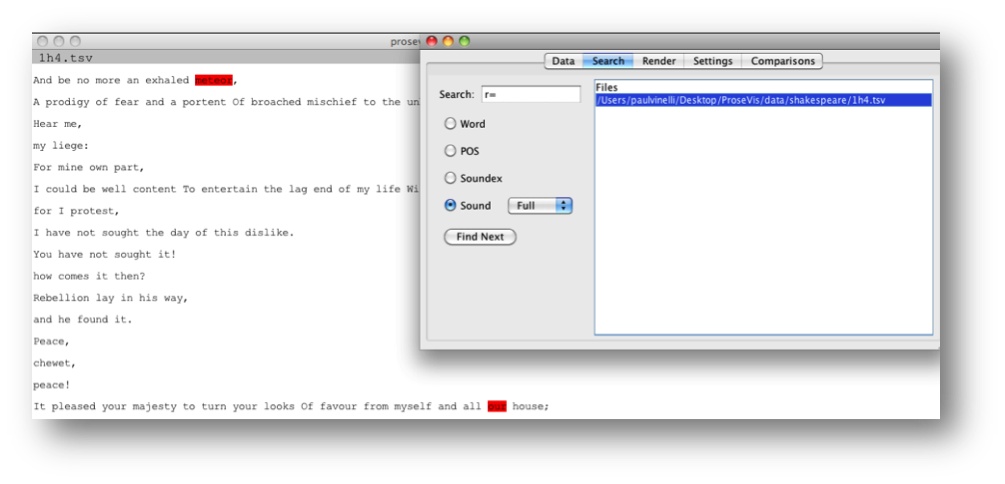 prosev
1h4.tsv
And be no more an exhaled meteor,
A prodigy of fear and a portent Of broached mischief to the un
Hear me,
my liege:
For mine own part,
I could be well content To entertain the lag end of my life Wi
for I protest,
I have not sought the day of this dislike.
You have not sought it!
how comes it then?
Rebellion lay in his way,
and he found it.
Peace,
chewet,
peace!
It pleased your majesty to turn your looks Of favour from myself and all our house;
Data Search Render Settings Comparisons
Search: r=
Word
POS
Soundex
Sound Full
Find Next
Files
/Users/paulvinelli/Desktop/ProseVis/data/shakespeare/1h4.tsv